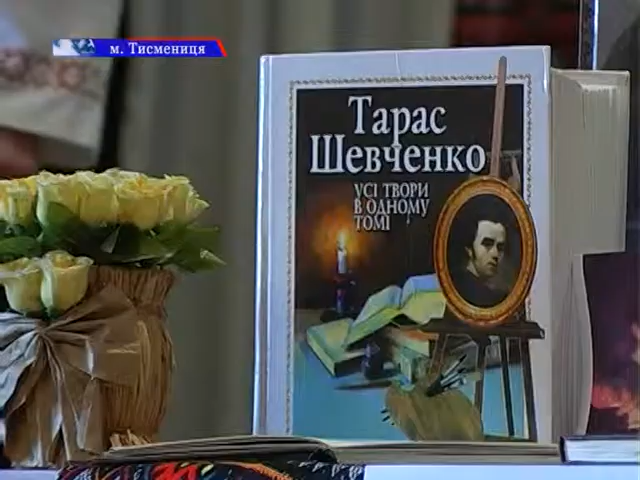 м. Тисмениця
Тарас
Шевченко
УСІ ТВОРИ
В ОДНОМУ
ТОМІ